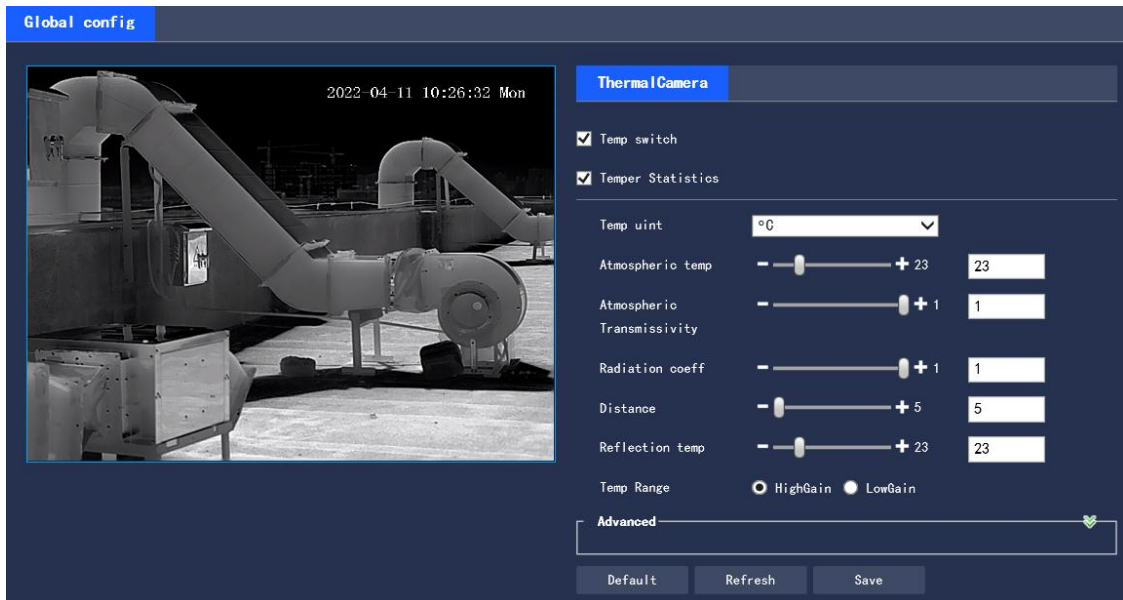 Global config
2022-04-11 10:26:32 Mon
ThermalCamera
Temp switch
Temper Statistics
Temp uint °C
Atmospheric temp 23 23
Atmospheric 1 1
Transmissivity
Radiation coeff 1 1
Distance 5 5
Reflection temp 23 23
Temp Range HighGain LowGain
Advanced
Default Refresh Save